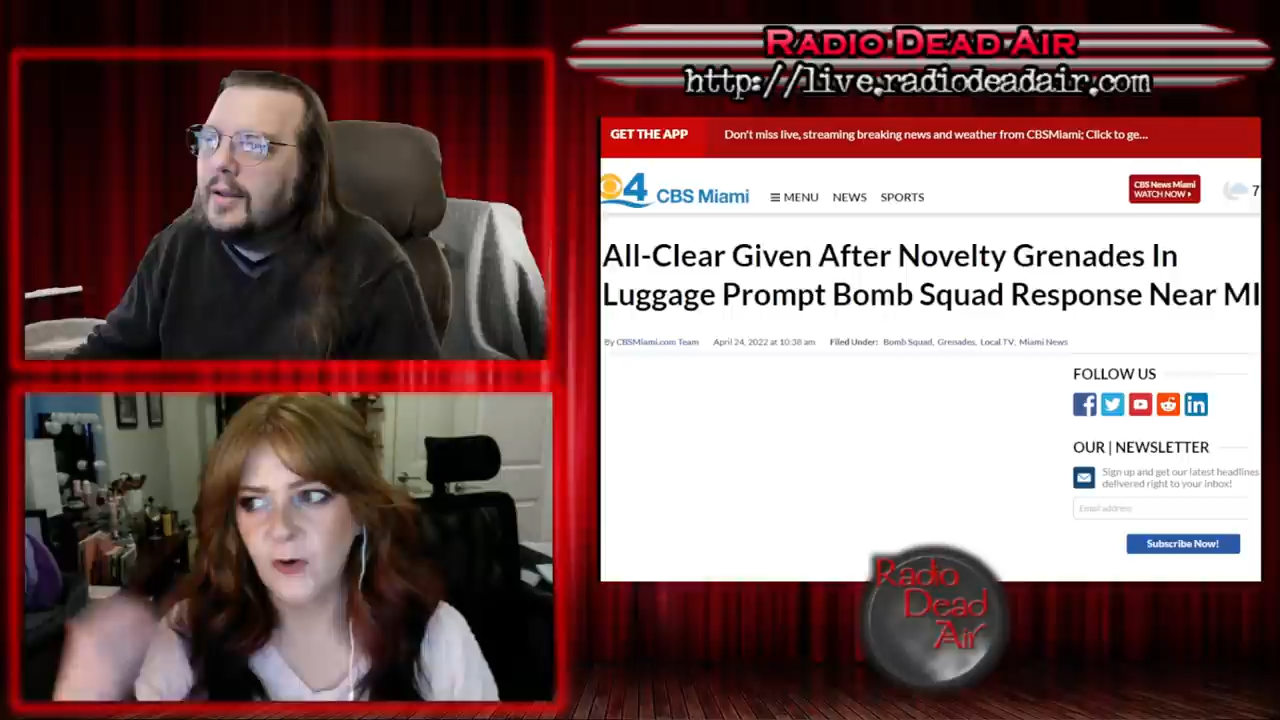 Radio Dead Air
http://live.radiodeadair.com
GET THE APP Don't miss live, streaming breaking news and weather from CBSMiami; Click to ge...
4 CBS Miami ☰ MENU NEWS SPORTS CBS News Miami 7
WATCH NOW
All-Clear Given After Novelty Grenades In
Luggage Prompt Bomb Squad Response Near MI
By CBSMiami.com Team April 24, 2022 at 10:38 am Filed Under: Bomb Squad, Grenades, Local TV, Miami News
FOLLOW US
OUR | NEWSLETTER
Sign up and get our latest headlines
delivered right to your inbox!
Email address
Subscribe Now!
Radio
Dead
Air